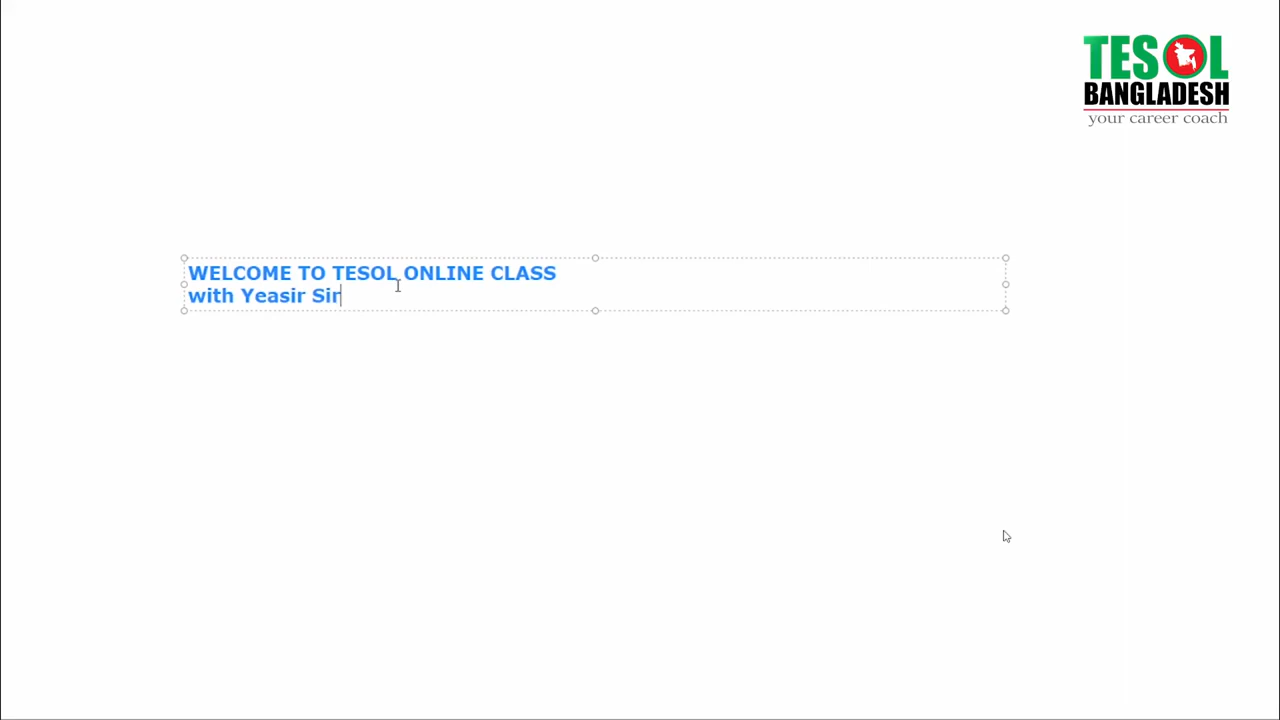 TESOL
BANGLADESH
your career coach
WELCOME TO TESOL ONLINE CLASS
with Yeasir Sir